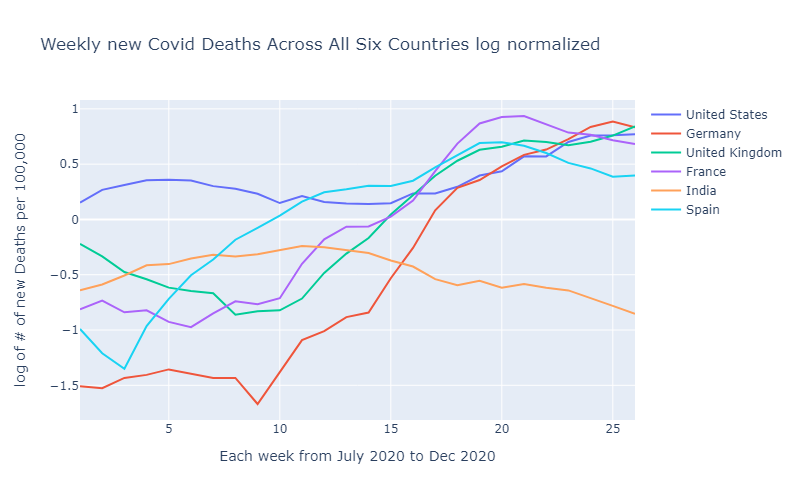 Weekly new Covid Deaths Across All Six Countries log normalized
log of # of new Deaths per 100,000
1
0.5
0
−0.5
−1
−1.5
5
10
15
20
25
Each week from July 2020 to Dec 2020
United States
Germany
United Kingdom
France
India
Spain